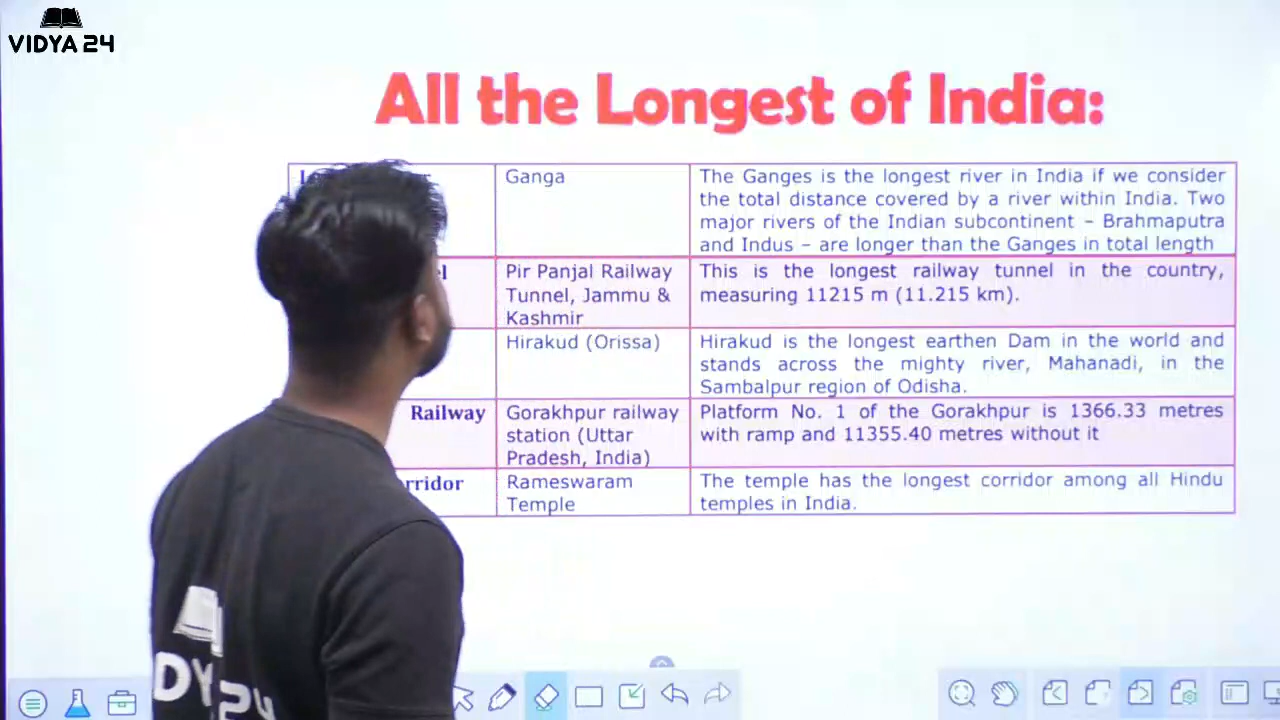 VIDYA 24
All the Longest of India:
Ganga
The Ganges is the longest river in India if we consider
the total distance covered by a river within India. Two
major rivers of the Indian subcontinent – Brahmaputra
and Indus – are longer than the Ganges in total length
Pir Panjal Railway
Tunnel, Jammu &
Kashmir
This is the longest railway tunnel in the country,
measuring 11215 m (11.215 km).
Hirakud (Orissa)
Hirakud is the longest earthen Dam in the world and
stands across the mighty river, Mahanadi, in the
Sambalpur region of Odisha.
Railway
Gorakhpur railway
station (Uttar
Pradesh, India)
Platform No. 1 of the Gorakhpur is 1366.33 metres
with ramp and 11355.40 metres without it
Rameswaram
Temple
The temple has the longest corridor among all Hindu
temples in India.
24